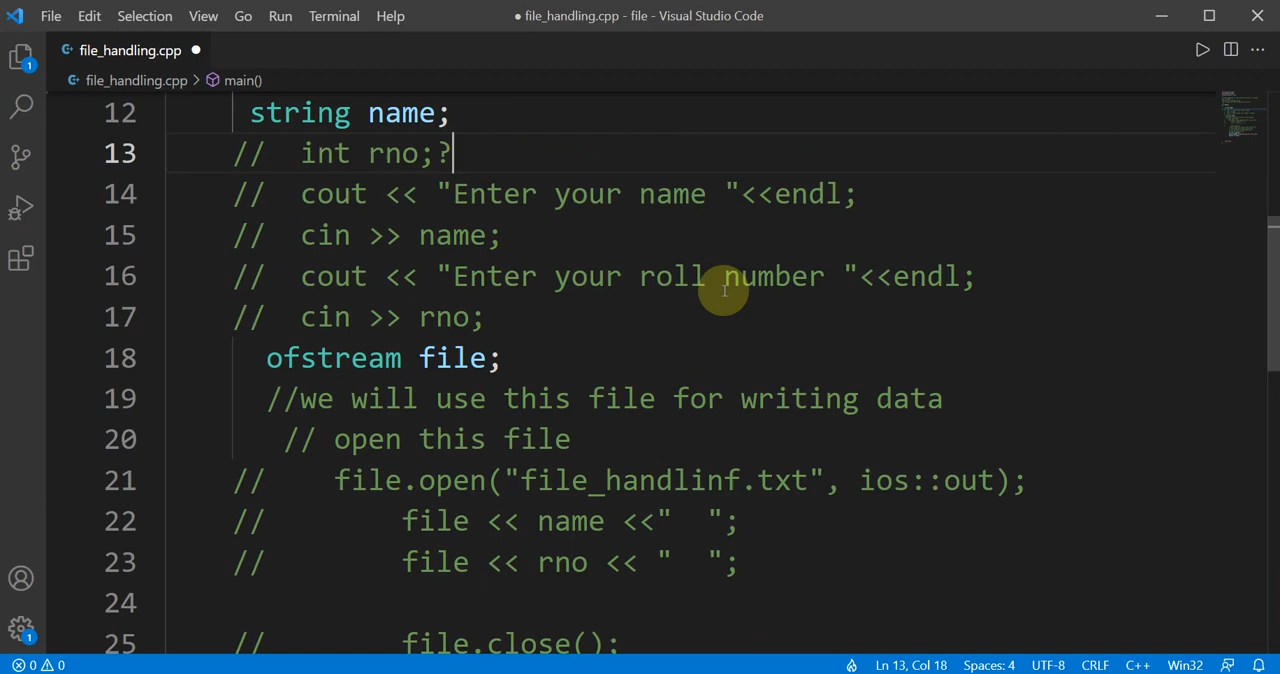 File Edit Selection View Go Run Terminal Help ● file_handling.cpp - file - Visual Studio Code
file_handling.cpp ●
file_handling.cpp > main()
12 string name;
13 // int rno;?
14 // cout << "Enter your name "<<endl;
15 // cin >> name;
16 // cout << "Enter your roll number "<<endl;
17 // cin >> rno;
18 ofstream file;
19 //we will use this file for writing data
20 // open this file
21 // file.open("file_handlinf.txt", ios::out);
22 // file << name <<"  ";
23 // file << rno << "  ";
24
25 // file.close();
1
1
0 0 Ln 13, Col 18 Spaces: 4 UTF-8 CRLF C++ Win32